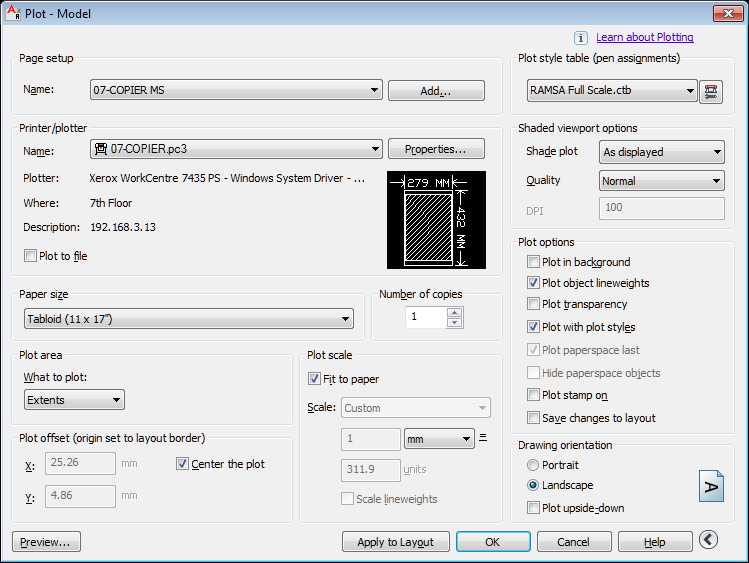 Plot - Model
Learn about Plotting
Page setup
Name: 07-COPIER MS Add...
Printer/plotter
Name: 07-COPIER.pc3 Properties...
Plotter: Xerox WorkCentre 7435 PS - Windows System Driver - ...
Where: 7th Floor
Description: 192.168.3.13
Plot to file
279 MM
432 MM
Paper size
Tabloid (11 x 17")
Number of copies
1
Plot area
What to plot:
Extents
Plot scale
Fit to paper
Scale: Custom
1 mm =
311.9 units
Scale lineweights
Plot offset (origin set to layout border)
X: 25.26 mm Center the plot
Y: 4.86 mm
Plot style table (pen assignments)
RAMSA Full Scale.ctb
Shaded viewport options
Shade plot As displayed
Quality Normal
DPI 100
Plot options
Plot in background
Plot object lineweights
Plot transparency
Plot with plot styles
Plot paperspace last
Hide paperspace objects
Plot stamp on
Save changes to layout
Drawing orientation
Portrait
Landscape
Plot upside-down
A
Preview... Apply to Layout OK Cancel Help